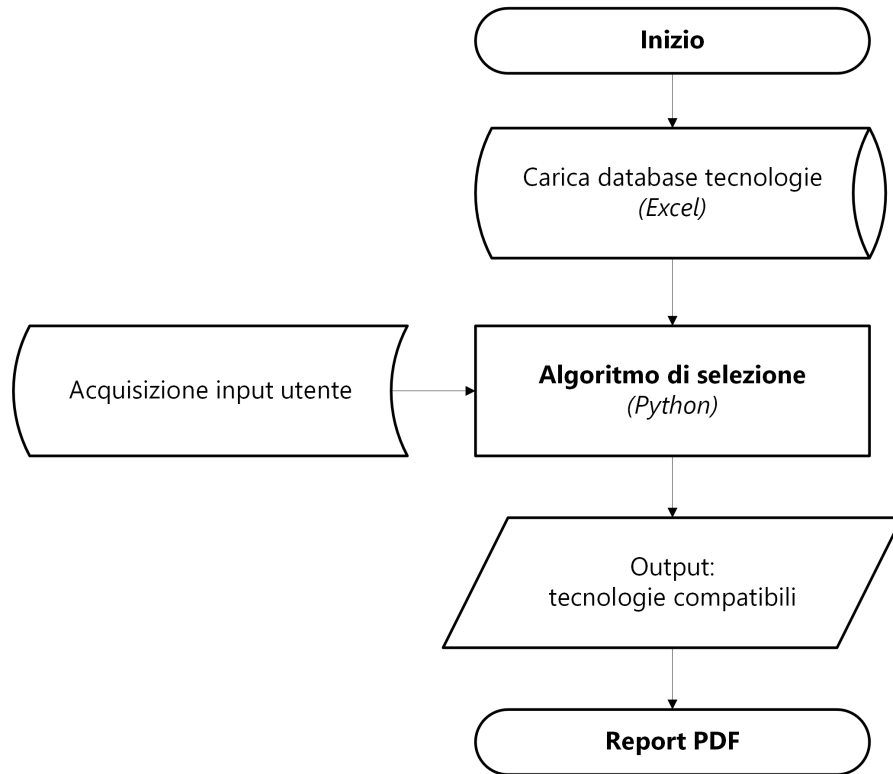 Inizio
Carica database tecnologie
(Excel)
Acquisizione input utente
Algoritmo di selezione
(Python)
Output:
tecnologie compatibili
Report PDF